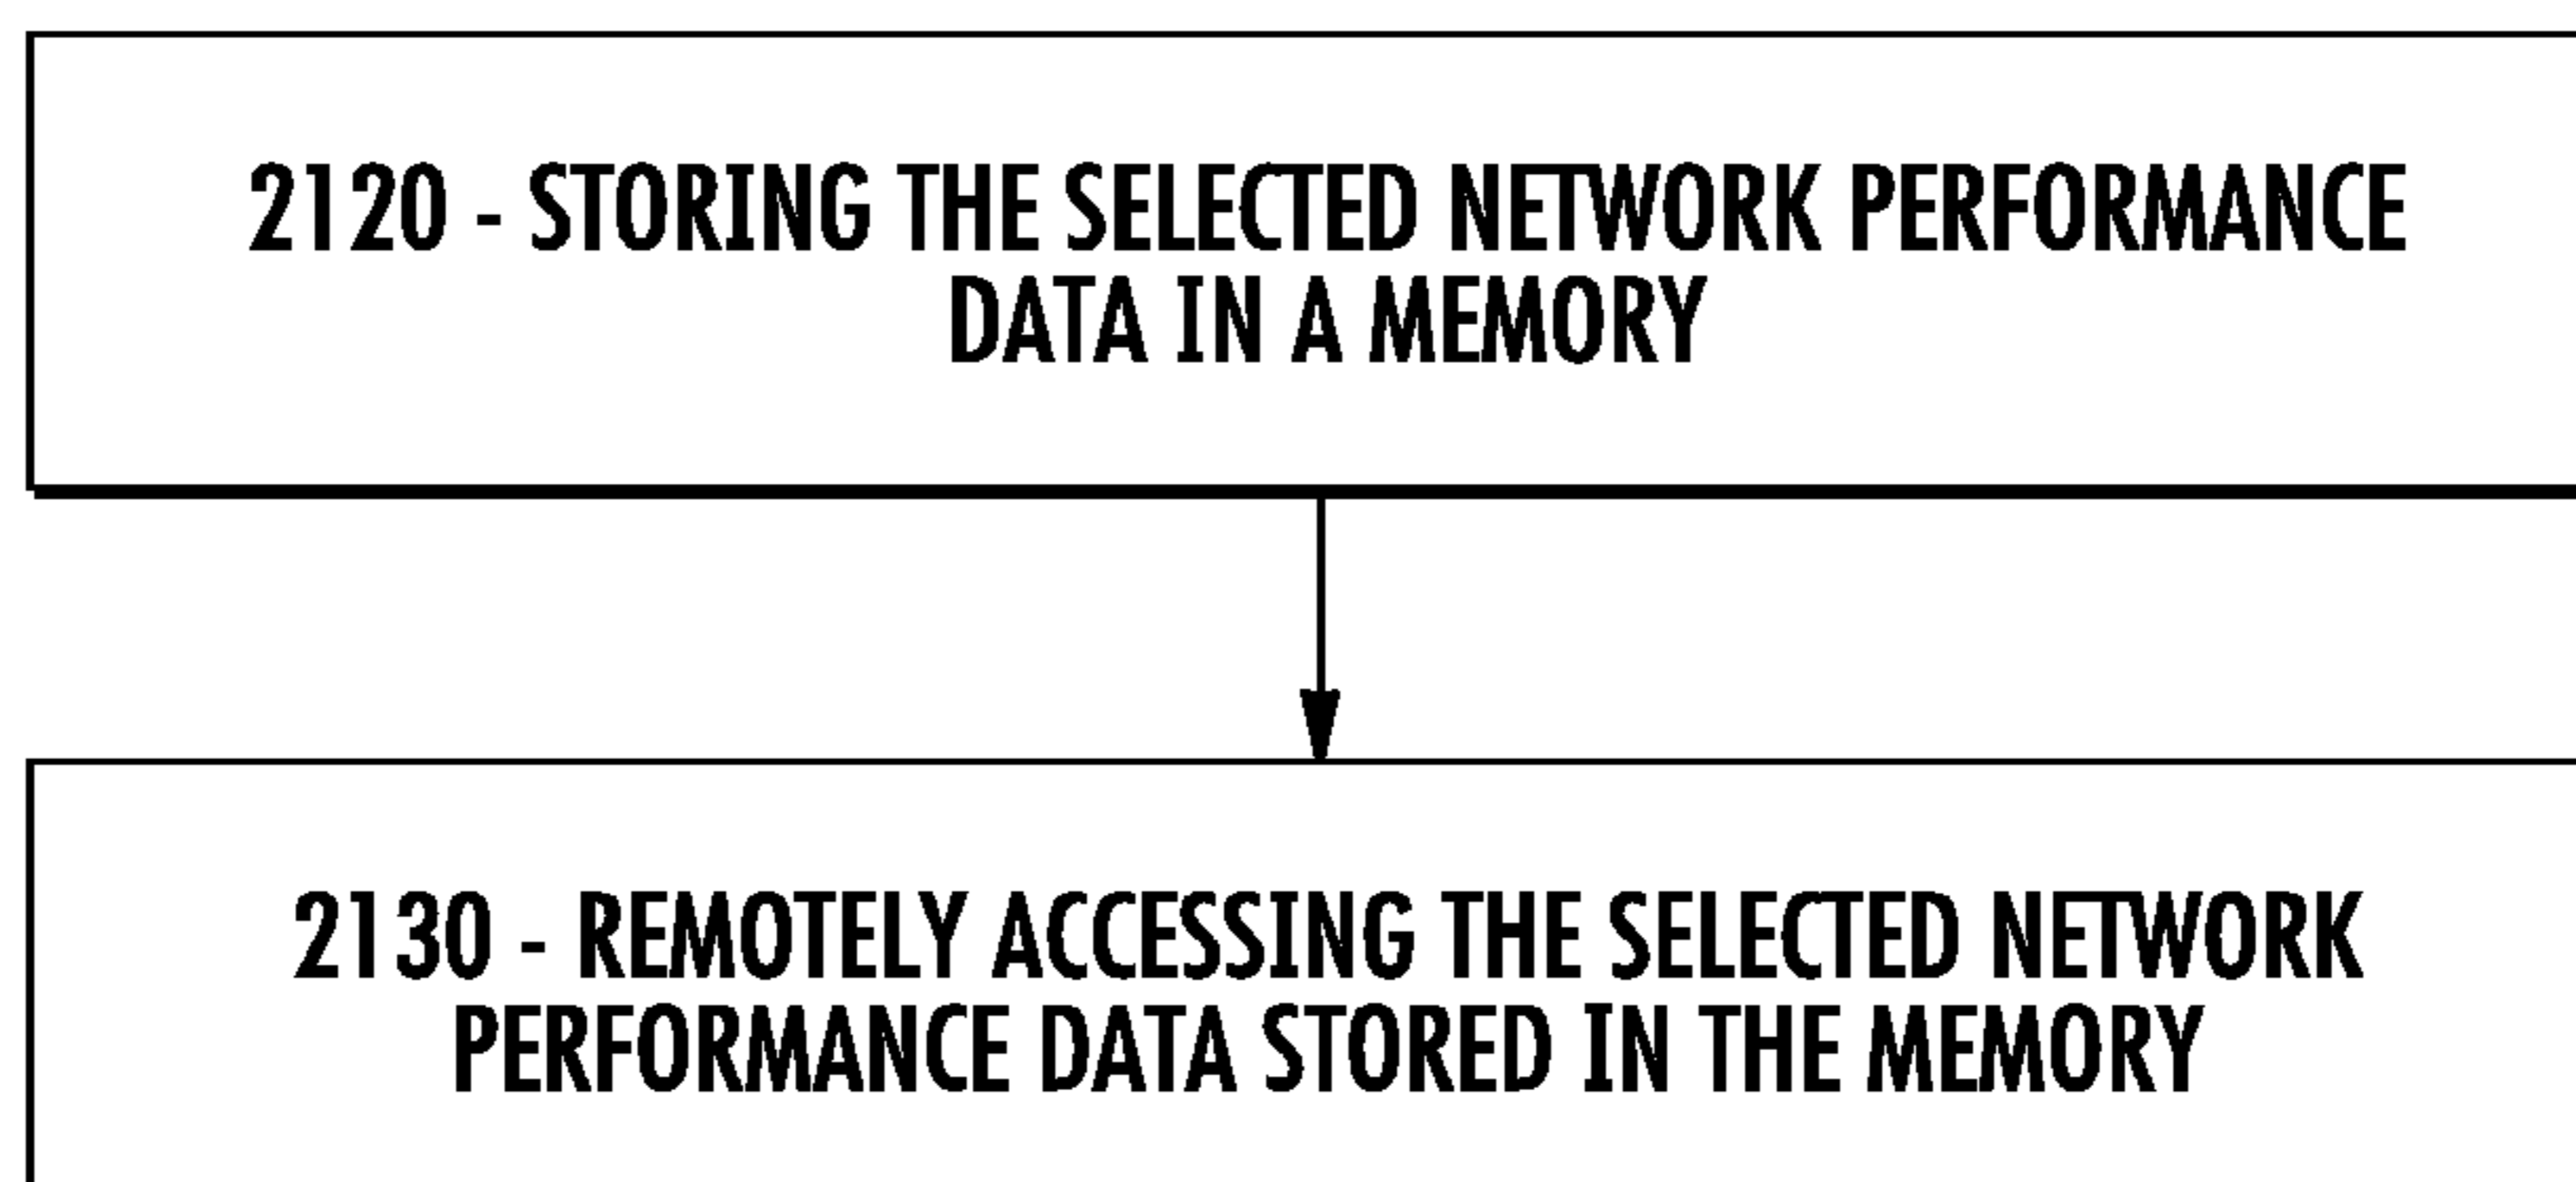 2120 - STORING THE SELECTED NETWORK PERFORMANCE
DATA IN A MEMORY
2130 - REMOTELY ACCESSING THE SELECTED NETWORK
PERFORMANCE DATA STORED IN THE MEMORY